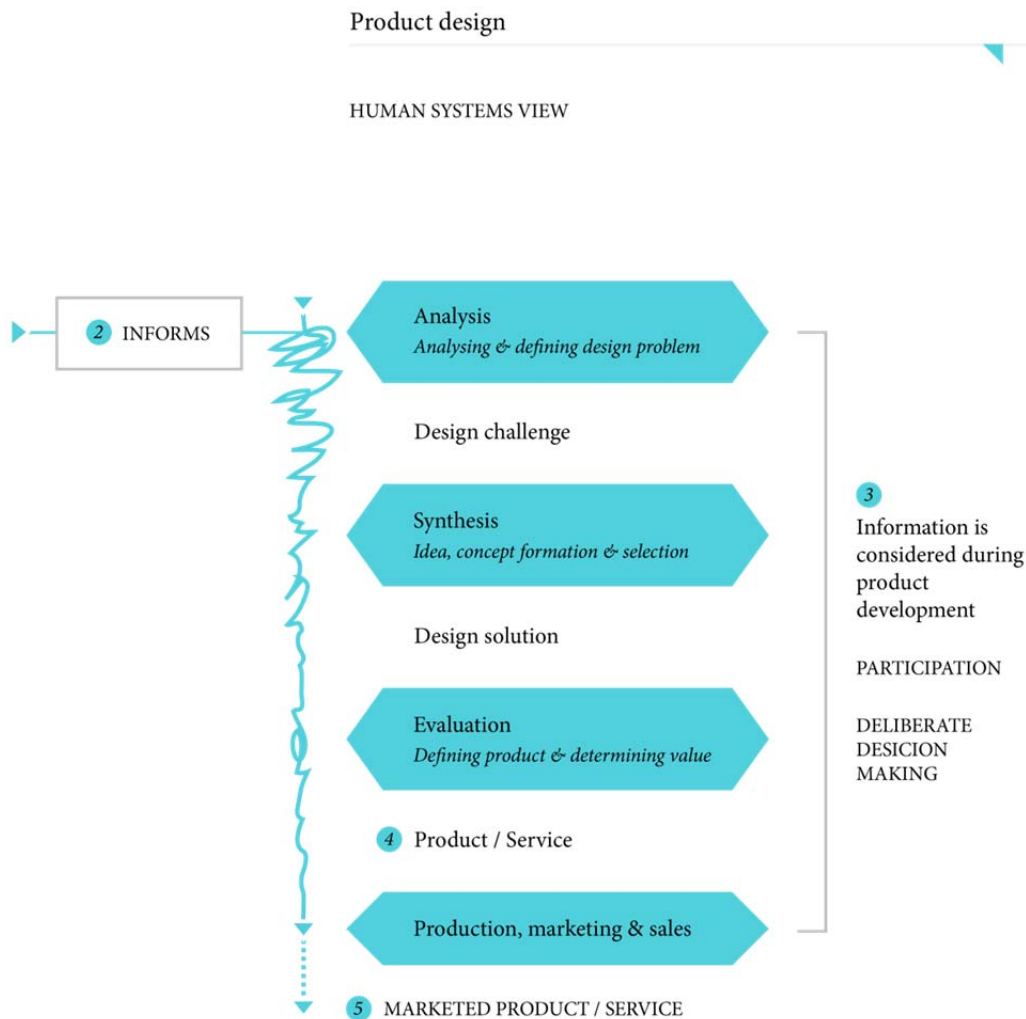 Product design
HUMAN SYSTEMS VIEW
2 INFORMS
Analysis
Analysing & defining design problem
Design challenge
Synthesis
Idea, concept formation & selection
Design solution
Evaluation
Defining product & determining value
4 Product / Service
Production, marketing & sales
5 MARKETED PRODUCT / SERVICE
3
Information is
considered during
product
development
PARTICIPATION
DELIBERATE
DESICION
MAKING